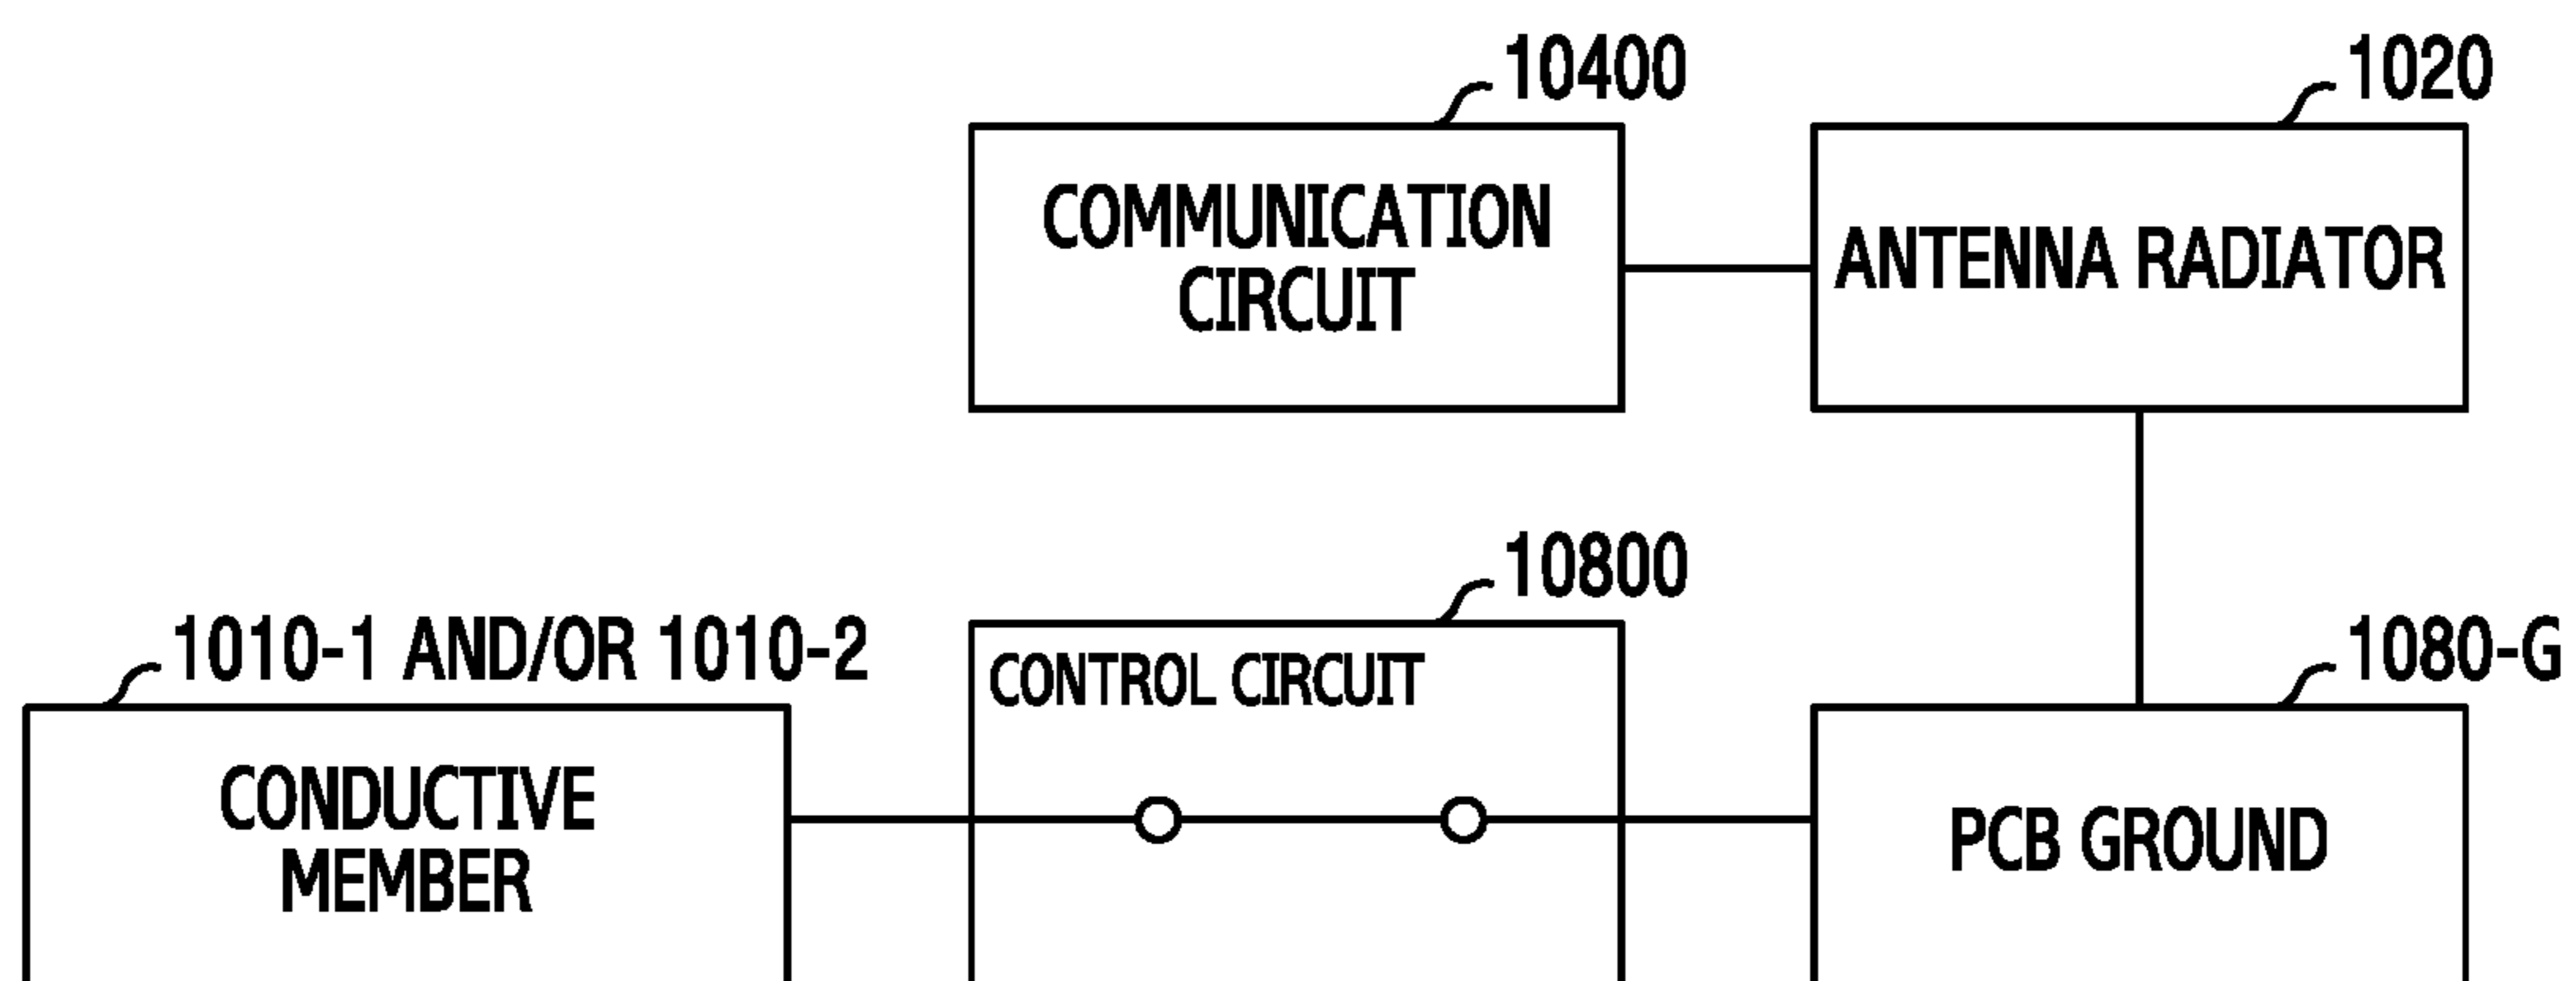 10400
COMMUNICATION
CIRCUIT
1020
ANTENNA RADIATOR
1010-1 AND/OR 1010-2
CONDUCTIVE
MEMBER
10800
CONTROL CIRCUIT
1080-G
PCB GROUND